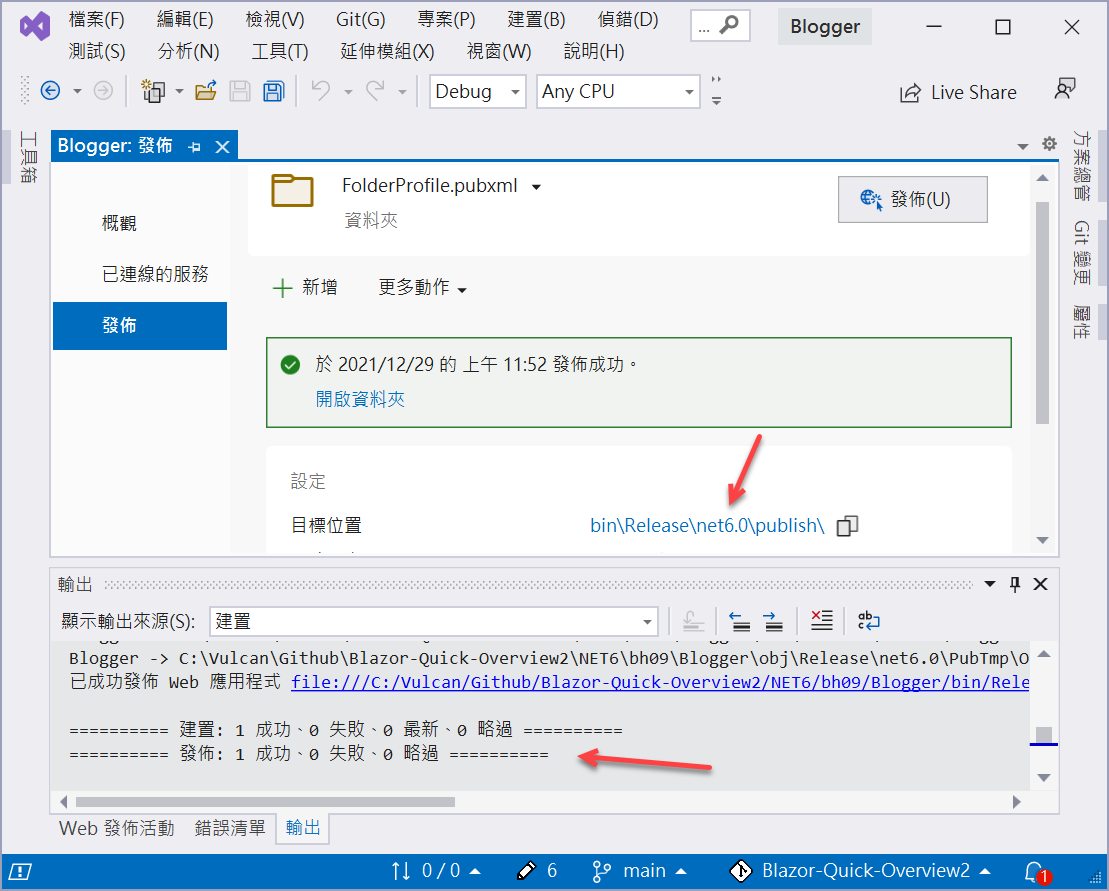 檔案(F) 編輯(E) 檢視(V) Git(G) 專案(P) 建置(B) 偵錯(D) ... Blogger
測試(S) 分析(N) 工具(T) 延伸模組(X) 視窗(W) 說明(H)
Debug Any CPU Live Share
工具箱
Blogger: 發佈
方案總管
Git 變更
屬性
概觀
已連線的服務
發佈
FolderProfile.pubxml
資料夾
發佈(U)
新增 更多動作
於 2021/12/29 的 上午 11:52 發佈成功。
開啟資料夾
設定
目標位置 bin\Release\net6.0\publish\
輸出
顯示輸出來源(S): 建置
Blogger -> C:\Vulcan\Github\Blazor-Quick-Overview2\NET6\bh09\Blogger\obj\Release\net6.0\PubTmp\O
已成功發佈 Web 應用程式 file:///C:/Vulcan/Github/Blazor-Quick-Overview2/NET6/bh09/Blogger/bin/Rele
========== 建置: 1 成功、0 失敗、0 最新、0 略過 ==========
========== 發佈: 1 成功、0 失敗、0 略過 ==========
Web 發佈活動 錯誤清單 輸出
0 / 0 6 main Blazor-Quick-Overview2 1